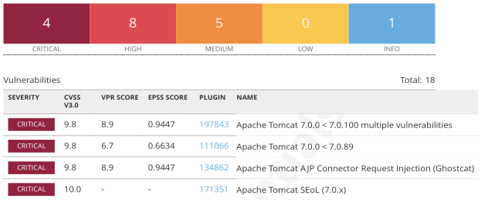 4 8 5 0 1
CRITICAL HIGH MEDIUM LOW INFO
Vulnerabilities Total: 18
SEVERITY CVSS V3.0 VPR SCORE EPSS SCORE PLUGIN NAME
CRITICAL 9.8 8.9 0.9447 197843 Apache Tomcat 7.0.0 < 7.0.100 multiple vulnerabilities
CRITICAL 9.8 6.7 0.6634 111066 Apache Tomcat 7.0.0 < 7.0.89
CRITICAL 9.8 8.9 0.9447 134862 Apache Tomcat AJP Connector Request Injection (Ghostcat)
CRITICAL 10.0 - - 171351 Apache Tomcat SEoL (7.0.x)